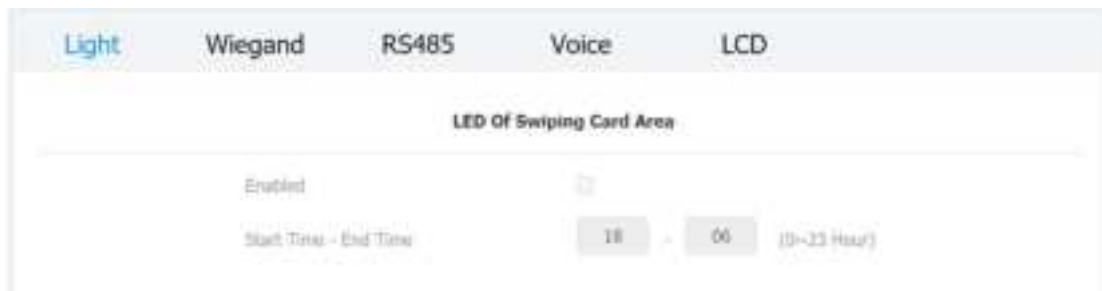 Light Wiegand RS485 Voice LCD
LED Of Swiping Card Area
Enabled
Start Time - End Time 18 - 06 (0~23 Hour)